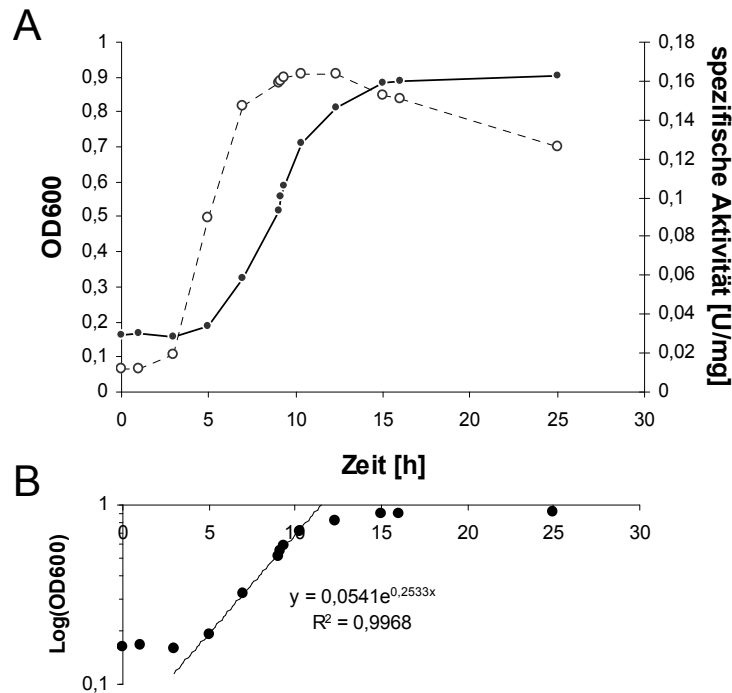 A
1
0,9
0,8
0,7
0,6
0,5
0,4
0,3
0,2
0,1
0
OD600
0,18
0,16
0,14
0,12
0,1
0,08
0,06
0,04
0,02
0
spezifische Aktivität [U/mg]
0 5 10 15 20 25 30
Zeit [h]
B
1
0,1
Log(OD600)
0 5 10 15 20 25 30
y = 0,0541e^0,2533x
R² = 0,9968